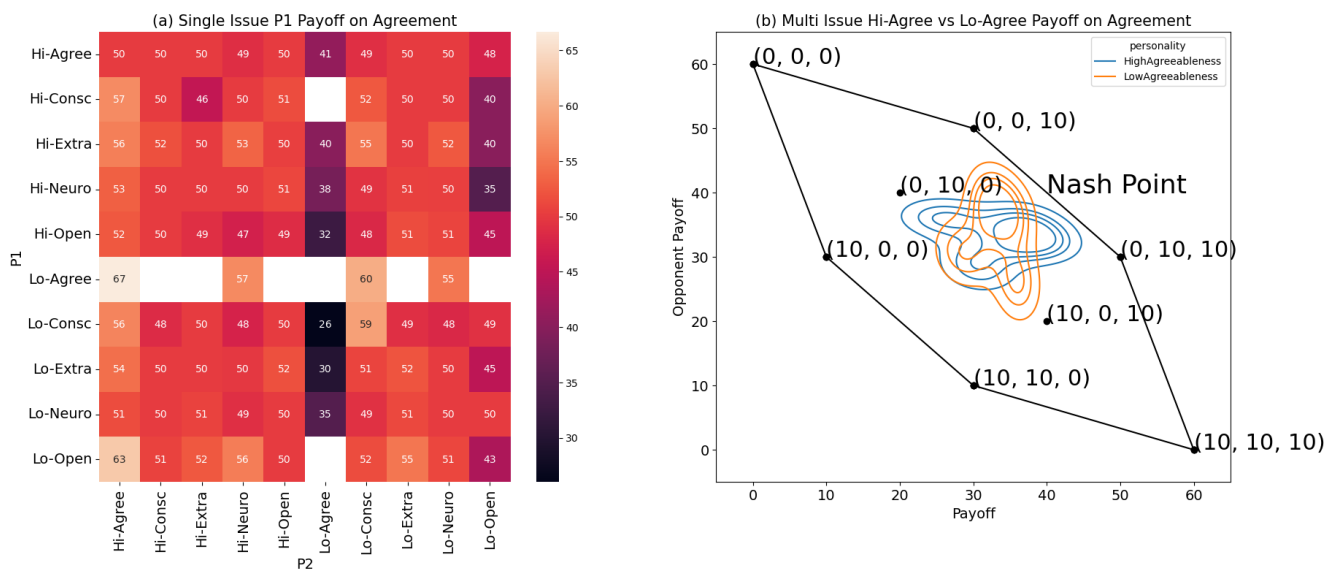 (a) Single Issue P1 Payoff on Agreement
Hi-Agree 50 50 50 49 50 41 49 50 50 48
Hi-Consc 57 50 46 50 51 52 50 50 40
Hi-Extra 56 52 50 53 50 40 55 50 52 40
Hi-Neuro 53 50 50 50 51 38 49 51 50 35
Hi-Open 52 50 49 47 49 32 48 51 51 45
Lo-Agree 67 57 60 55
Lo-Consc 56 48 50 48 50 26 59 49 48 49
Lo-Extra 54 50 50 50 52 30 51 52 50 45
Lo-Neuro 51 50 51 49 50 35 49 51 50 50
Lo-Open 63 51 52 56 50 52 55 51 43
P1
Hi-Agree Hi-Consc Hi-Extra Hi-Neuro Hi-Open Lo-Agree Lo-Consc Lo-Extra Lo-Neuro Lo-Open
P2
65
60
55
50
45
40
35
30
(b) Multi Issue Hi-Agree vs Lo-Agree Payoff on Agreement
personality
HighAgreeableness
LowAgreeableness
(0, 0, 0)
(0, 0, 10)
(0, 10, 0)
Nash Point
(10, 0, 0)
(0, 10, 10)
(10, 0, 10)
(10, 10, 0)
(10, 10, 10)
Opponent Payoff
60
50
40
30
20
10
0
0 10 20 30 40 50 60
Payoff